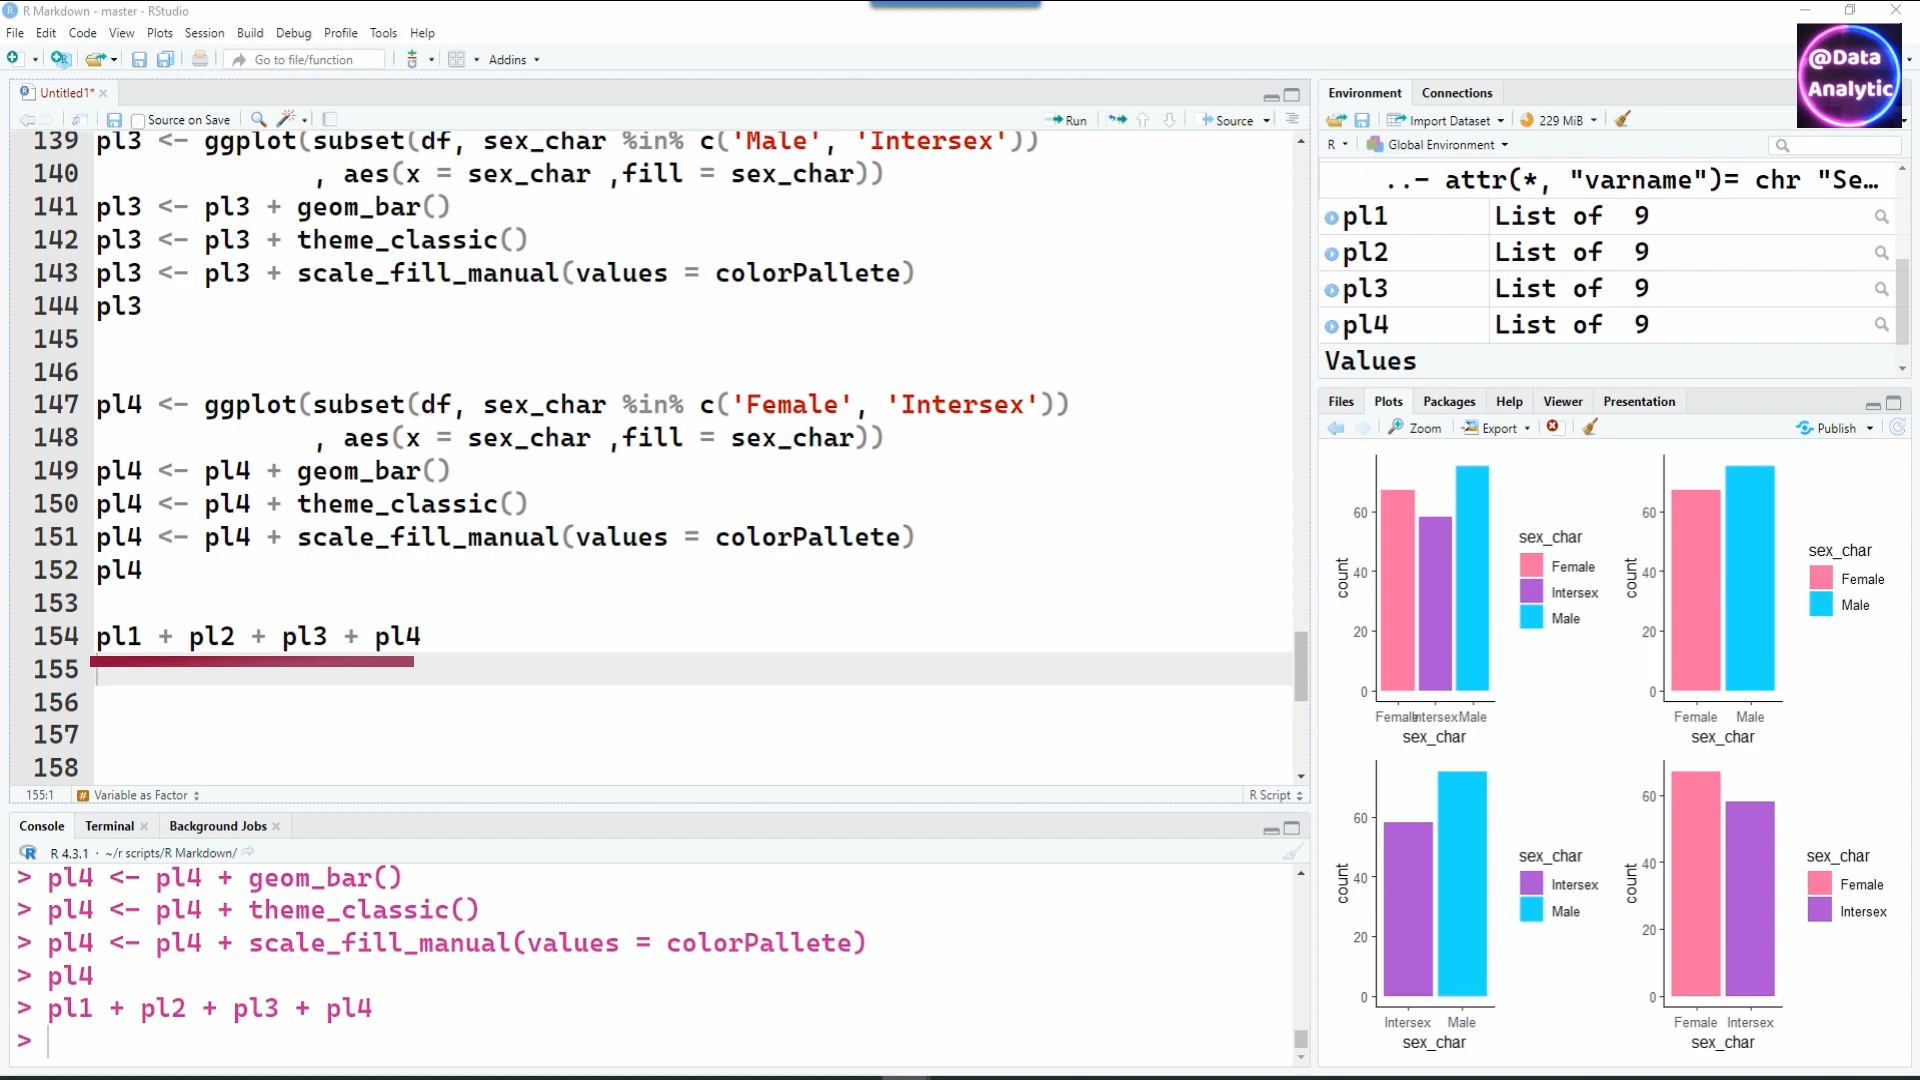 R Markdown - master - RStudio
File Edit Code View Plots Session Build Debug Profile Tools Help
Go to file/function
Addins
@Data
Analytic
Untitled1*
Source on Save
Run
Source
139 pl3 <- ggplot(subset(df, sex_char %in% c('Male', 'Intersex'))
140 , aes(x = sex_char ,fill = sex_char))
141 pl3 <- pl3 + geom_bar()
142 pl3 <- pl3 + theme_classic()
143 pl3 <- pl3 + scale_fill_manual(values = colorPallete)
144 pl3
145
146
147 pl4 <- ggplot(subset(df, sex_char %in% c('Female', 'Intersex'))
148 , aes(x = sex_char ,fill = sex_char))
149 pl4 <- pl4 + geom_bar()
150 pl4 <- pl4 + theme_classic()
151 pl4 <- pl4 + scale_fill_manual(values = colorPallete)
152 pl4
153
154 pl1 + pl2 + pl3 + pl4
155
156
157
158
155:1 Variable as Factor R Script
Console Terminal Background Jobs
R 4.3.1 · ~/r scripts/R Markdown/
> pl4 <- pl4 + geom_bar()
> pl4 <- pl4 + theme_classic()
> pl4 <- pl4 + scale_fill_manual(values = colorPallete)
> pl4
> pl1 + pl2 + pl3 + pl4
>
Environment Connections
Import Dataset 229 MiB
R Global Environment
..- attr(*, "varname")= chr "Se…
pl1 List of 9
pl2 List of 9
pl3 List of 9
pl4 List of 9
Values
Files Plots Packages Help Viewer Presentation
Zoom Export Publish
60
40
20
0
count
Female Intersex Male
sex_char
sex_char
Female
Intersex
Male
60
40
20
0
count
Female Male
sex_char
sex_char
Female
Male
60
40
20
0
count
Intersex Male
sex_char
sex_char
Intersex
Male
60
40
20
0
count
Female Intersex
sex_char
sex_char
Female
Intersex